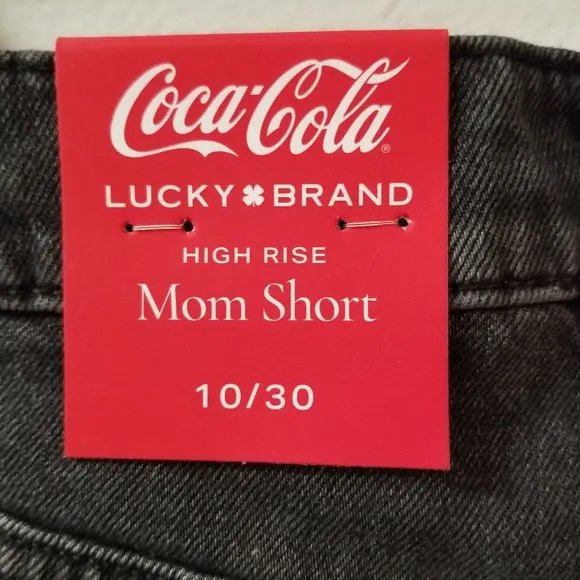 Coca-Cola®
LUCKY BRAND
HIGH RISE
Mom Short
10/30